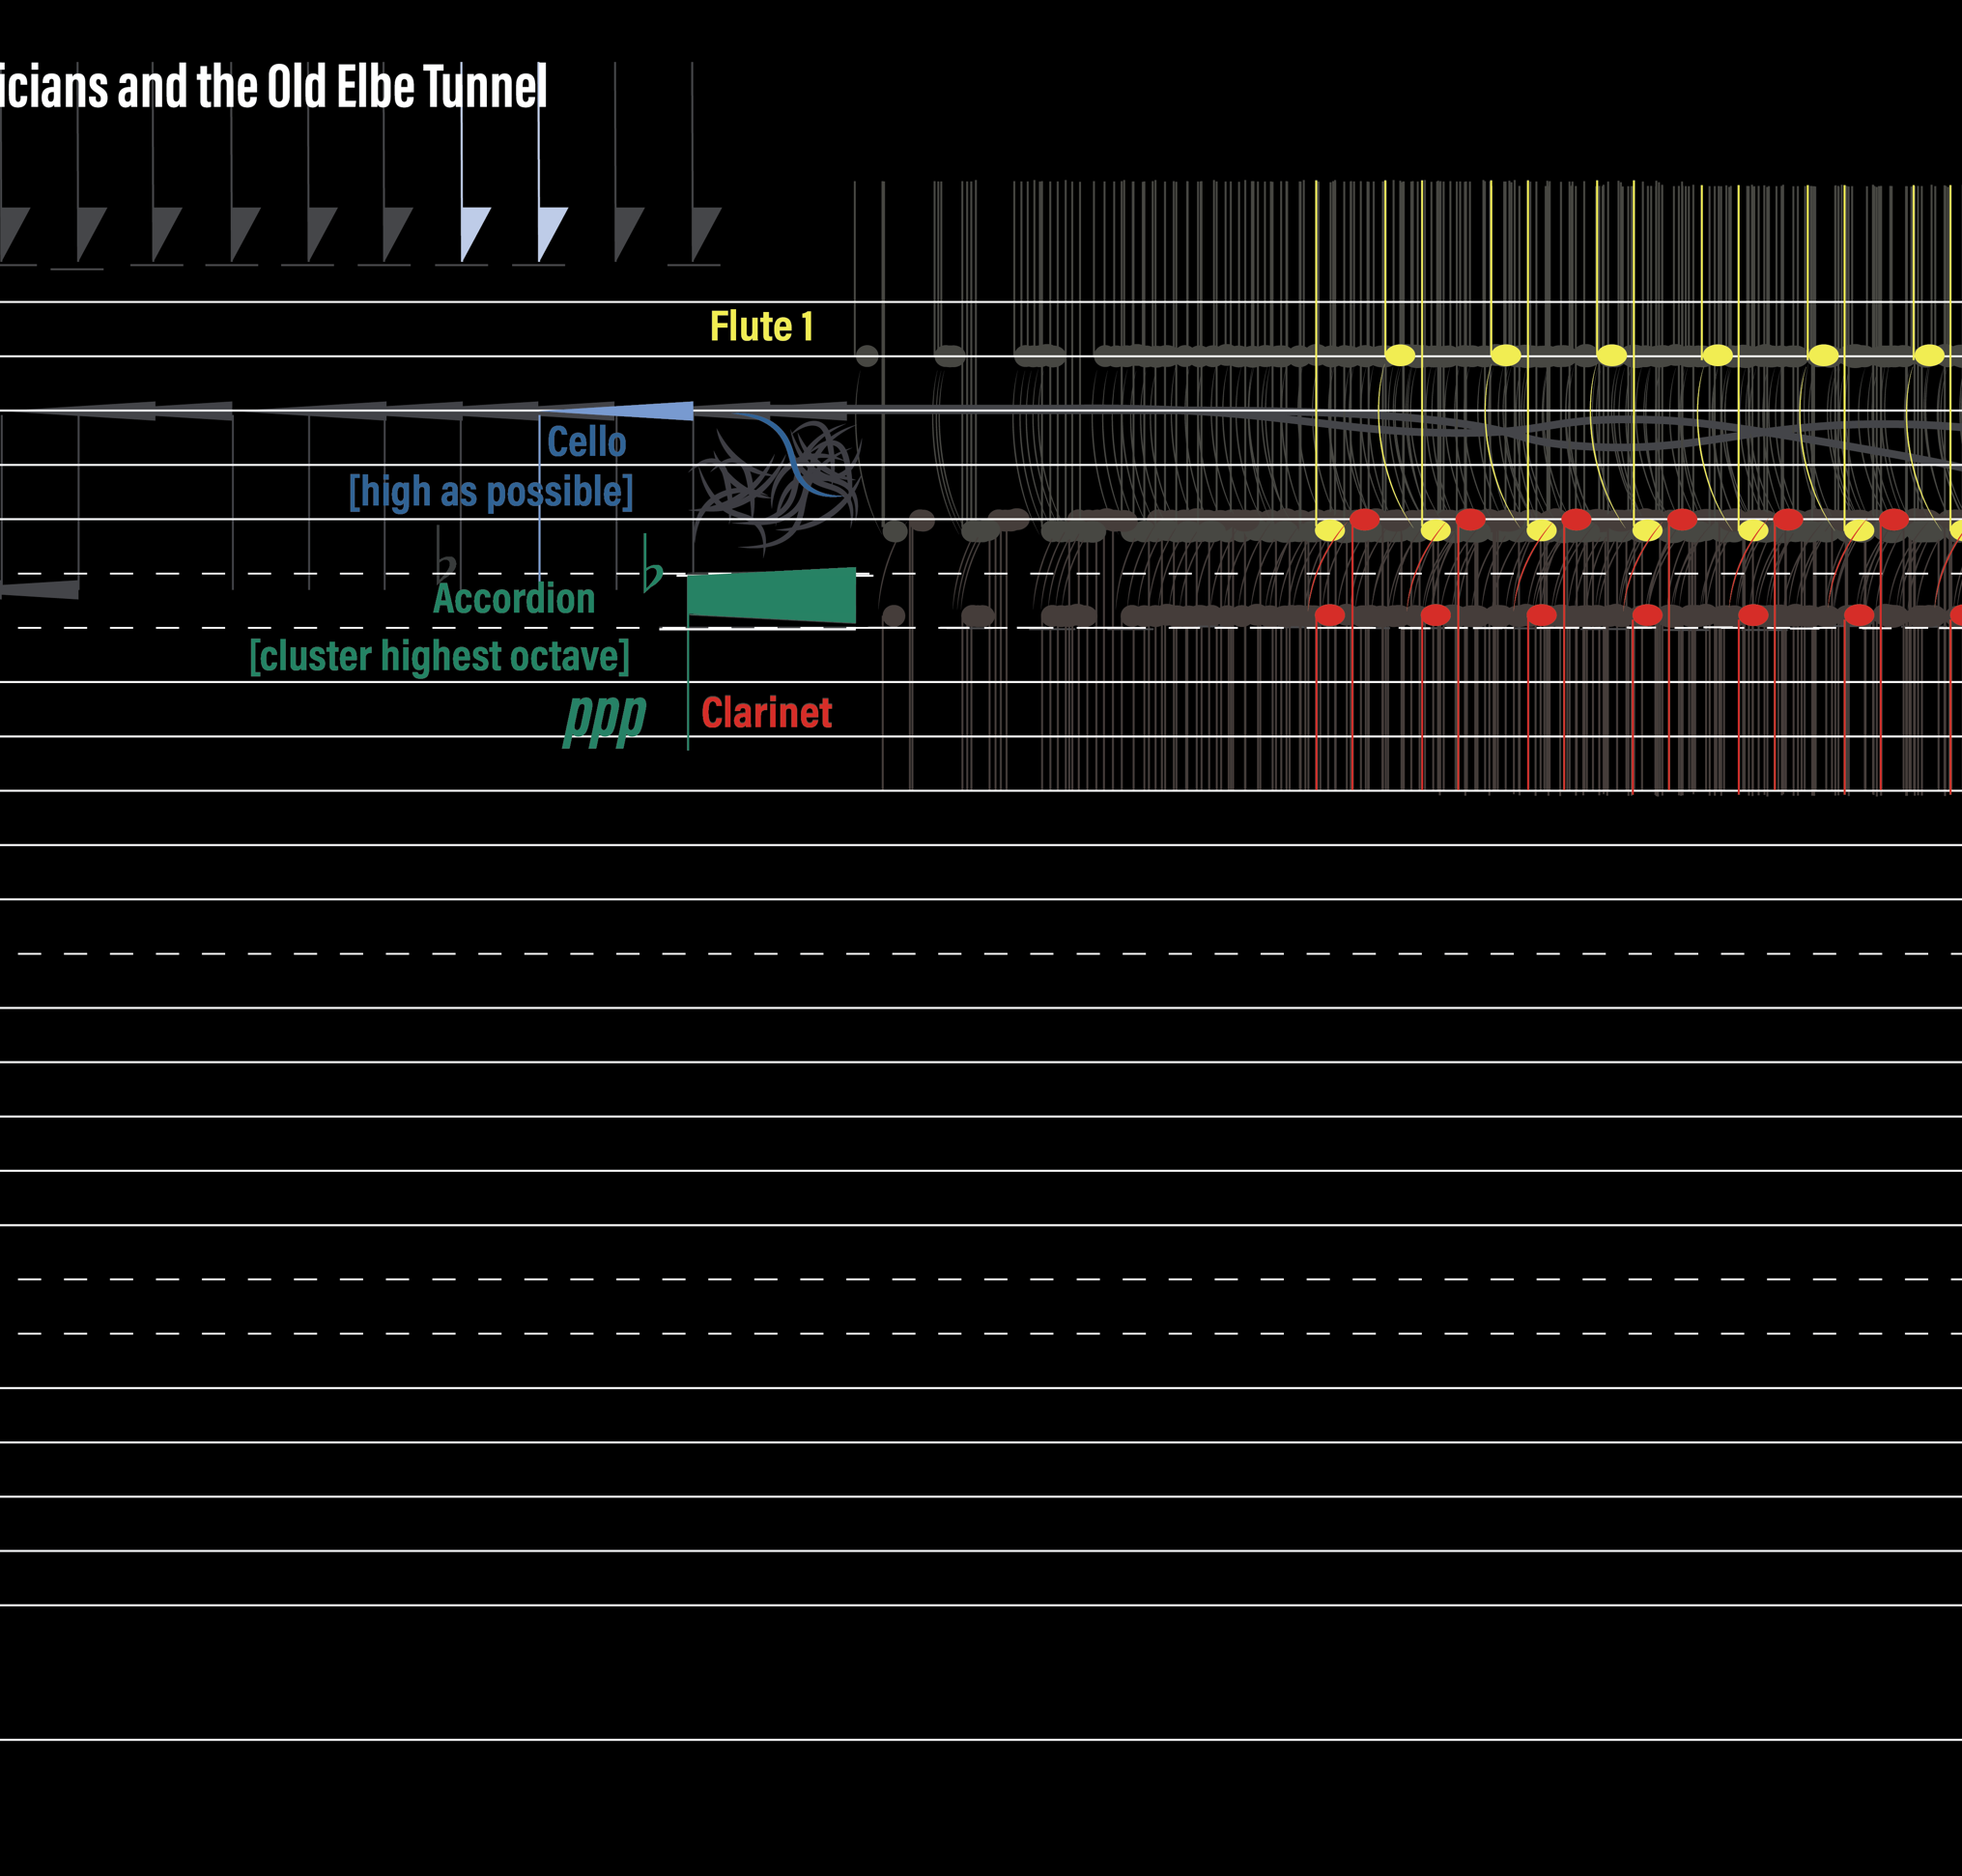 icians and the Old Elbe Tunnel
Flute 1
Cello
[high as possible]
Accordion
[cluster highest octave]
ppp
Clarinet